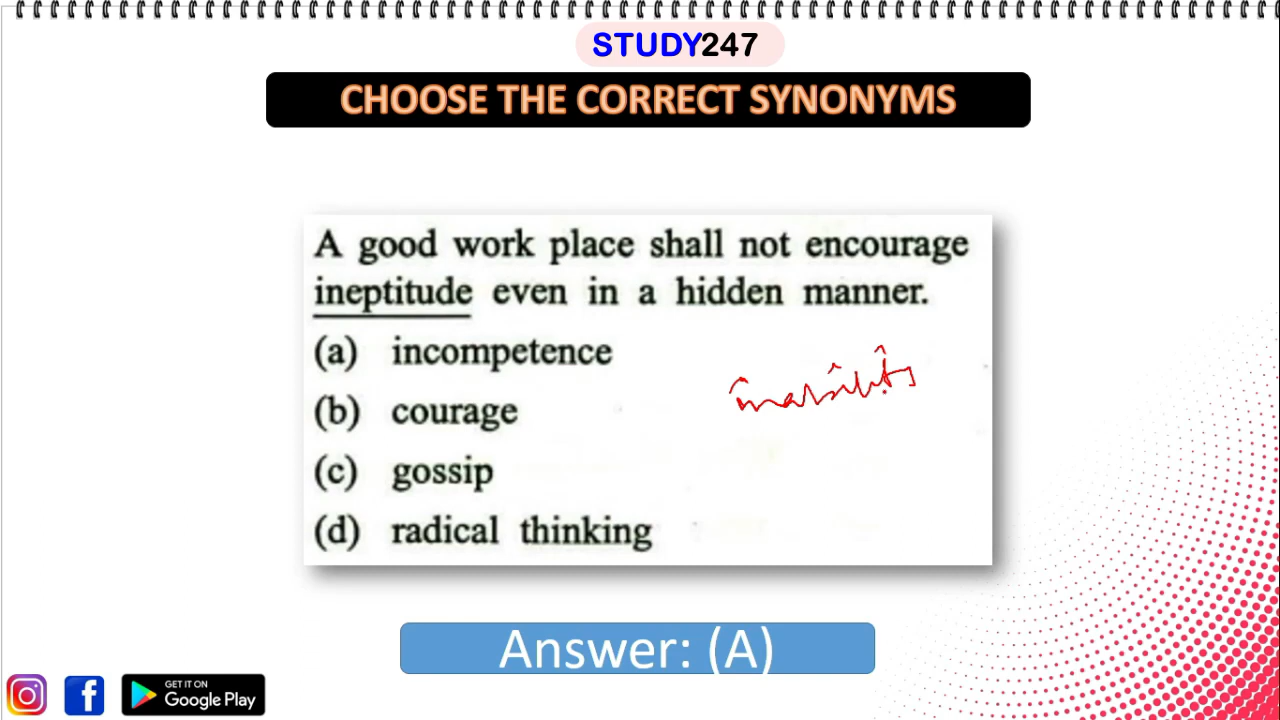 STUDY247
CHOOSE THE CORRECT SYNONYMS
A good work place shall not encourage
ineptitude even in a hidden manner.
(a) incompetence
inability
(b) courage
(c) gossip
(d) radical thinking
Answer: (A)
GET IT ON
Google Play